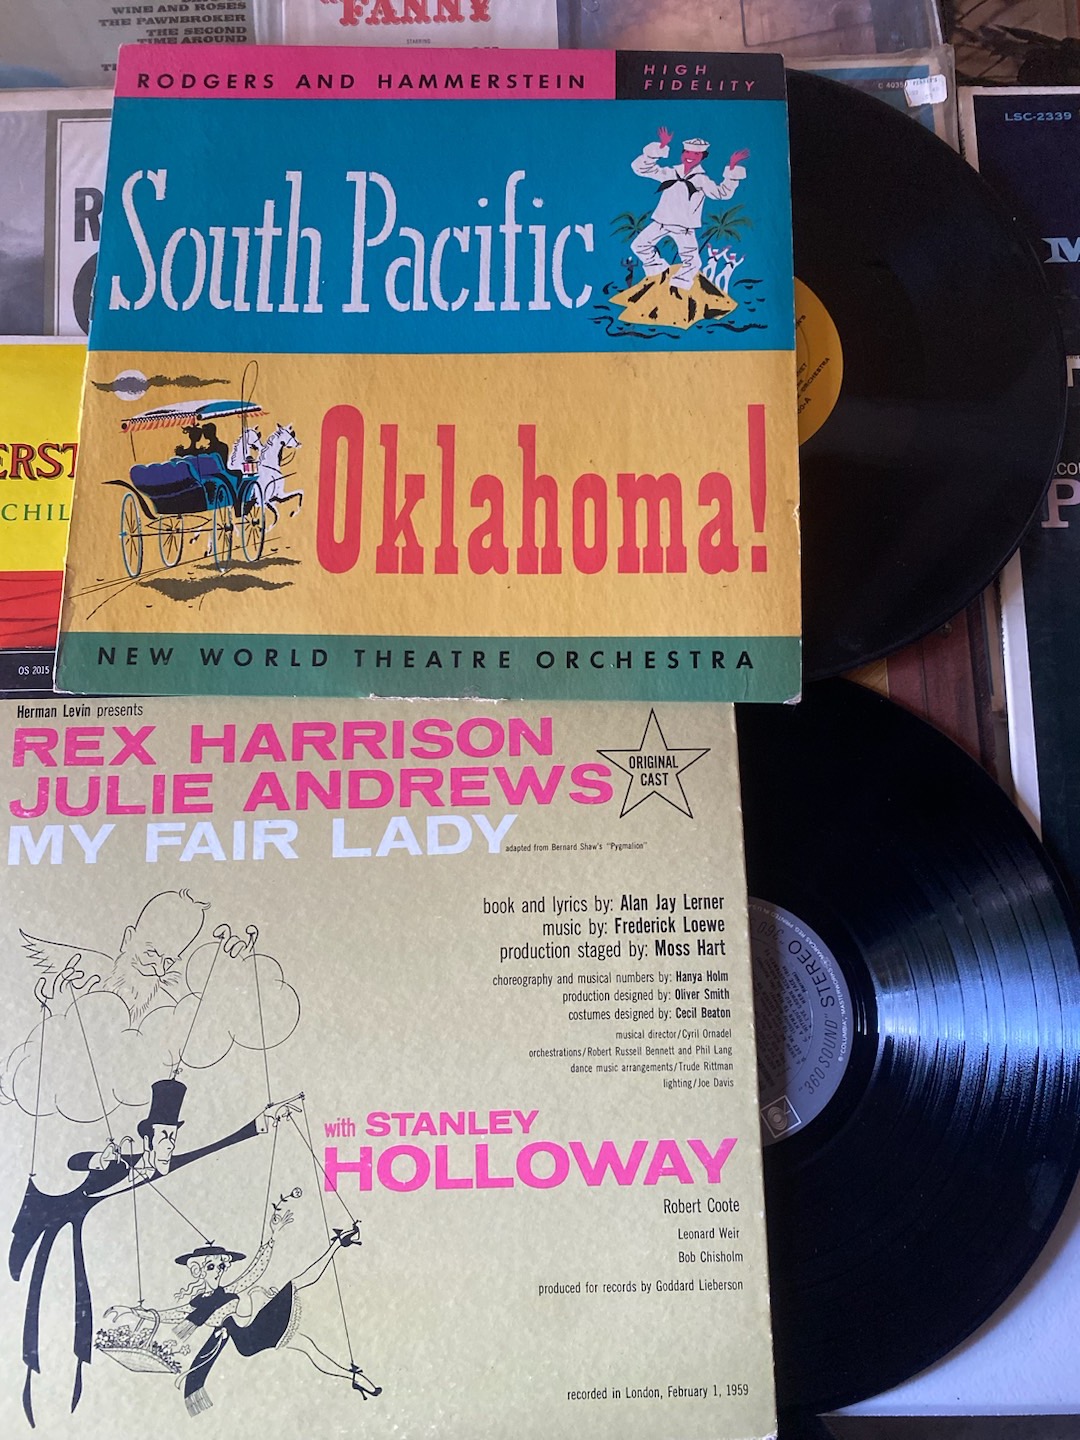 WINE AND ROSES
THE PAWNBROKER
THE SECOND
TIME AROUND
"FANNY
STARRING
RODGERS AND HAMMERSTEIN
HIGH
FIDELITY
LSC-2339
South Pacific
Oklahoma!
ERST
CHIL
OS 2015
NEW WORLD THEATRE ORCHESTRA
Herman Levin presents
REX HARRISON
JULIE ANDREWS
MY FAIR LADY
adapted from Bernard Shaw's "Pygmalion"
ORIGINAL
CAST
book and lyrics by: Alan Jay Lerner
music by: Frederick Loewe
production staged by: Moss Hart
choreography and musical numbers by: Hanya Holm
production designed by: Oliver Smith
costumes designed by: Cecil Beaton
musical director/Cyril Ornadel
orchestrations/Robert Russell Bennett and Phil Lang
dance music arrangements/Trude Rittman
lighting/Joe Davis
with STANLEY
HOLLOWAY
Robert Coote
Leonard Weir
Bob Chisholm
produced for records by Goddard Lieberson
recorded in London, February 1, 1959
STEREO
"360 SOUND"